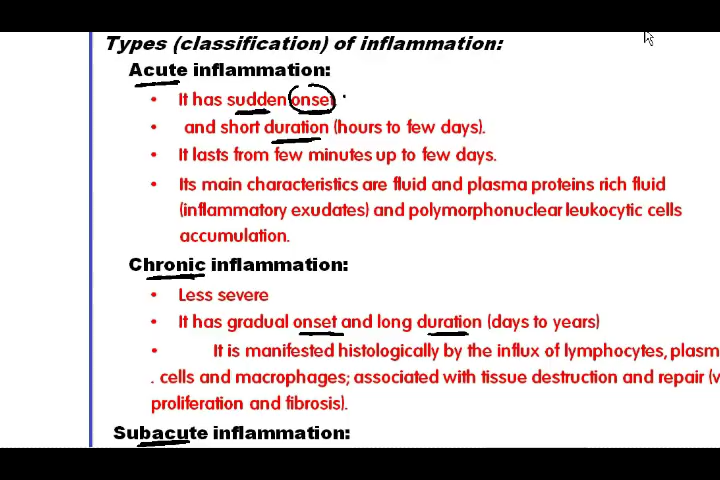 Types (classification) of inflammation:
Acute inflammation:
• It has sudden onset
• and short duration (hours to few days).
• It lasts from few minutes up to few days.
• Its main characteristics are fluid and plasma proteins rich fluid
(inflammatory exudates) and polymorphonuclear leukocytic cells
accumulation.
Chronic inflammation:
• Less severe
• It has gradual onset and long duration (days to years)
• It is manifested histologically by the influx of lymphocytes, plasm
. cells and macrophages; associated with tissue destruction and repair (v
proliferation and fibrosis).
Subacute inflammation: